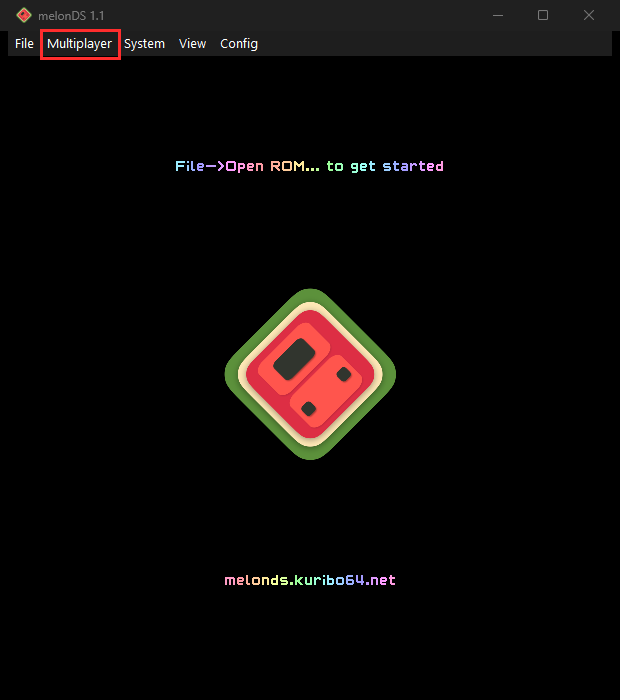 melonDS 1.1
File Multiplayer System View Config
File->Open ROM... to get started
melonds.kuribo64.net